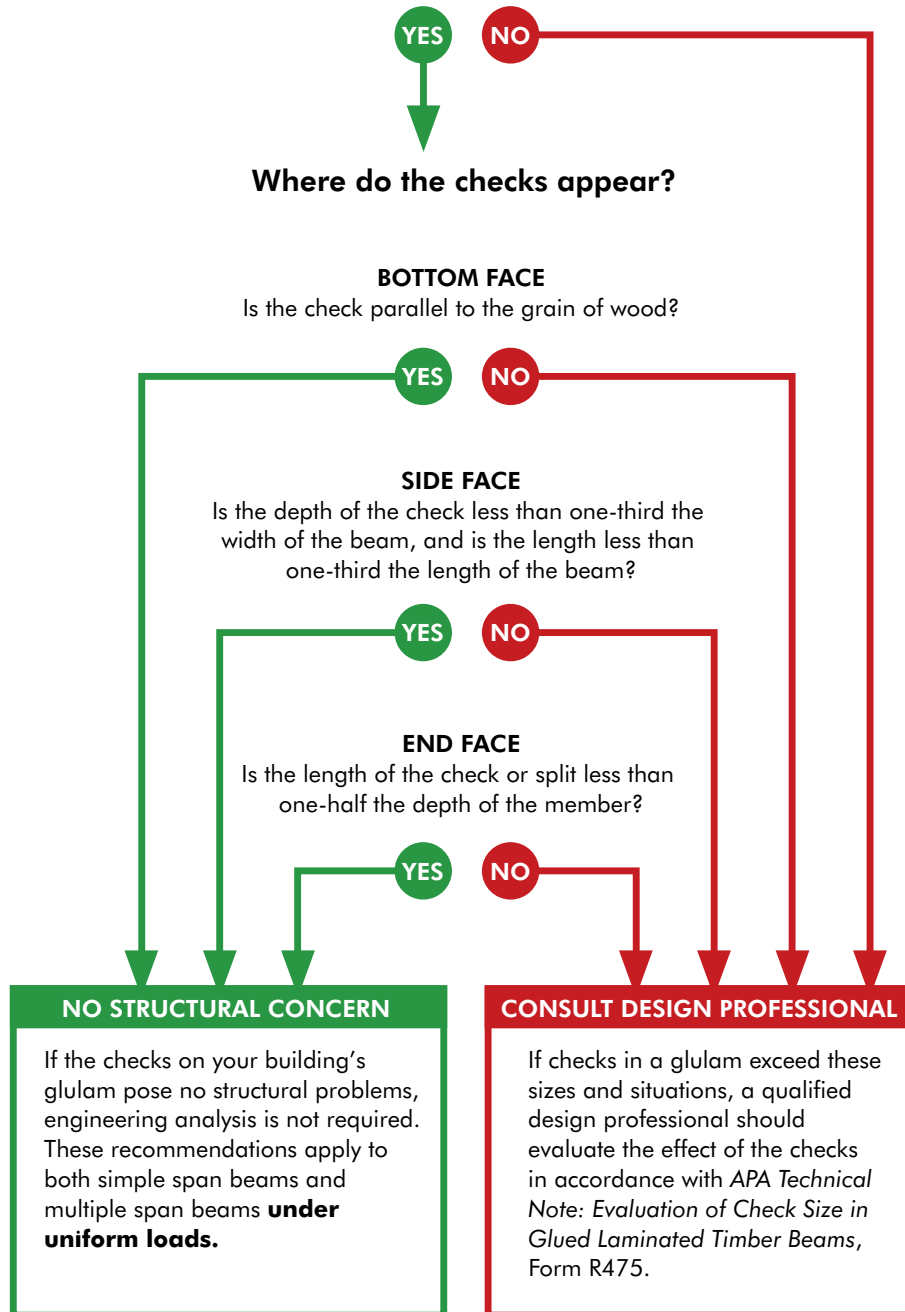 YES NO
Where do the checks appear?
BOTTOM FACE
Is the check parallel to the grain of wood?
YES NO
SIDE FACE
Is the depth of the check less than one-third the
width of the beam, and is the length less than
one-third the length of the beam?
YES NO
END FACE
Is the length of the check or split less than
one-half the depth of the member?
YES NO
NO STRUCTURAL CONCERN
If the checks on your building’s
glulam pose no structural problems,
engineering analysis is not required.
These recommendations apply to
both simple span beams and
multiple span beams under
uniform loads.
CONSULT DESIGN PROFESSIONAL
If checks in a glulam exceed these
sizes and situations, a qualified
design professional should
evaluate the effect of the checks
in accordance with APA Technical
Note: Evaluation of Check Size in
Glued Laminated Timber Beams,
Form R475.